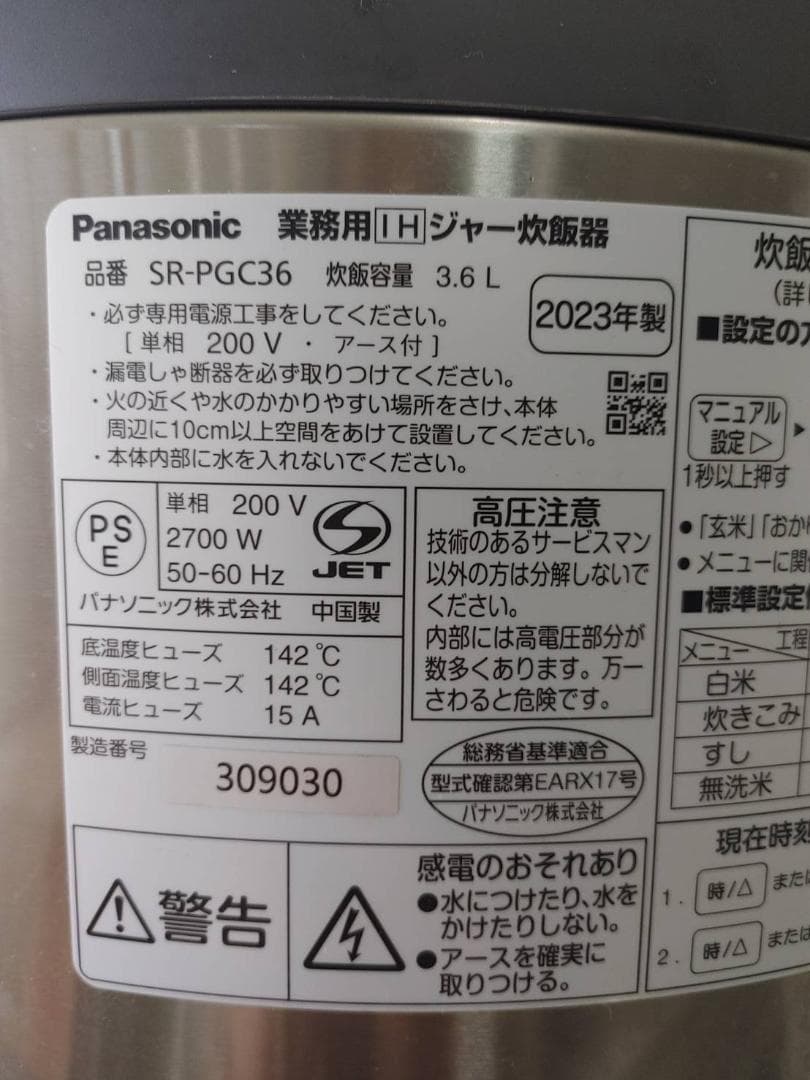 Panasonic 業務用IHジャー炊飯器
品番 SR-PGC36 炊飯容量 3.6 L
2023年製
・必ず専用電源工事をしてください。
[ 単相 200 V ・ アース付 ]
・漏電しゃ断器を必ず取りつけてください。
・火の近くや水のかかりやすい場所をさけ、本体
周辺に10cm以上空間をあけて設置してください。
・本体内部に水を入れないでください。
PS
E
単相 200 V
2700 W
50-60 Hz
JET
パナソニック株式会社 中国製
底温度ヒューズ 142 ℃
側面温度ヒューズ 142 ℃
電流ヒューズ 15 A
製造番号
309030
高圧注意
技術のあるサービスマン
以外の方は分解しないで
ください。
内部には高電圧部分が
数多くあります。万一
さわると危険です。
総務省基準適合
型式確認第EARX17号
パナソニック株式会社
警告
感電のおそれあり
●水につけたり、水を
かけたりしない。
●アースを確実に
取りつける。
炊飯
(詳
■設定の
マニュアル
設定▷
1秒以上押す
●「玄米」「おか
●メニューに関
■標準設定
メニュー 工程
白米
炊きこみ
すし
無洗米
現在時刻
1. 時/△ または
2. 時/△ または